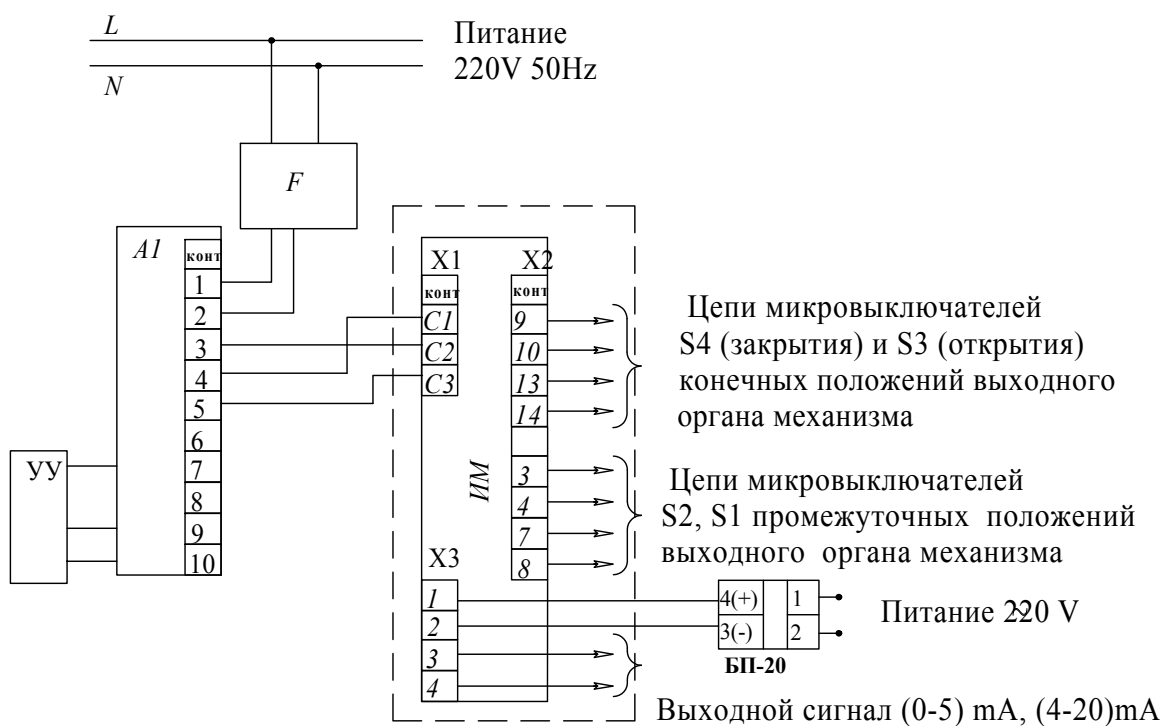 L
N
Питание
220V 50Hz
F
A1
конт
1
2
3
4
5
6
7
8
9
10
УУ
X1
конт
C1
C2
C3
ИМ
X2
конт
9
10
13
14
3
4
7
8
X3
1
2
3
4
Цепи микровыключателей
S4 (закрытия) и S3 (открытия)
конечных положений выходного
органа механизма
Цепи микровыключателей
S2, S1 промежуточных положений
выходного органа механизма
4(+)
1
3(-)
2
БП-20
Питание 220 V
Выходной сигнал (0-5) mA, (4-20)mA